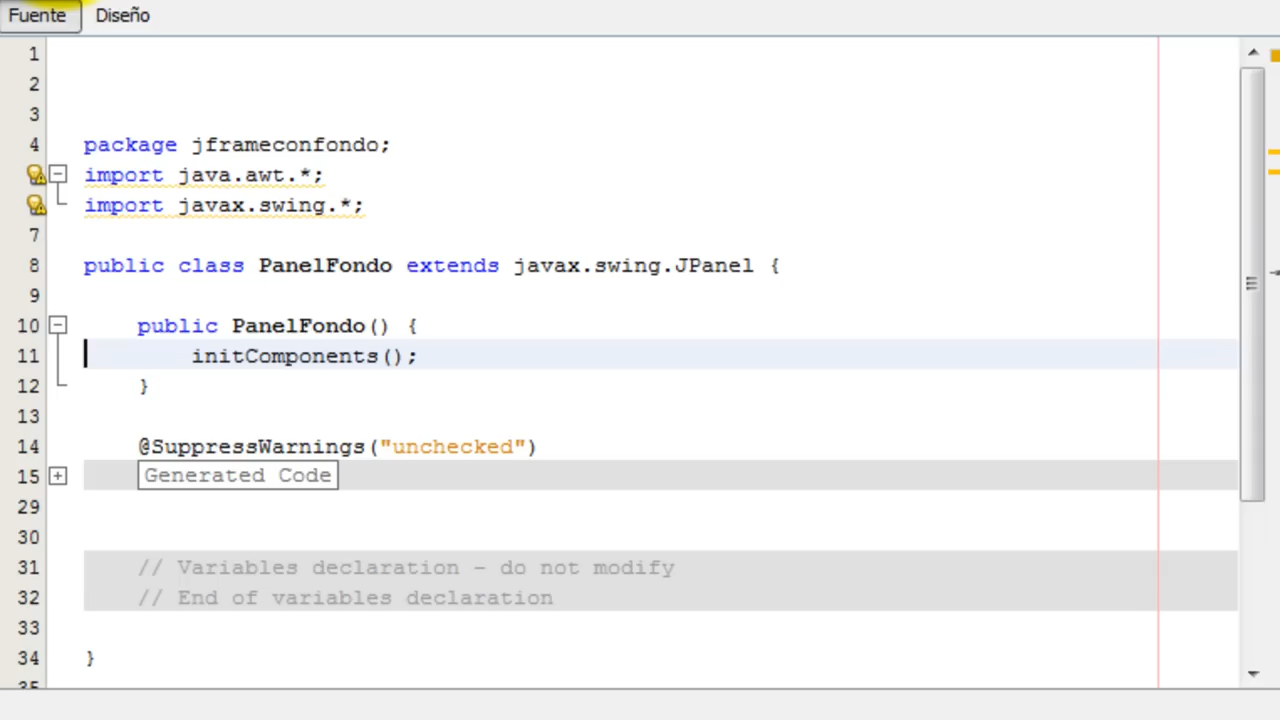 Fuente Diseño
1
2
3
4 package jframeconfondo;
import java.awt.*;
import javax.swing.*;
7
8 public class PanelFondo extends javax.swing.JPanel {
9
10 public PanelFondo() {
11 initComponents();
12 }
13
14 @SuppressWarnings("unchecked")
15 Generated Code
29
30
31 // Variables declaration - do not modify
32 // End of variables declaration
33
34 }
35